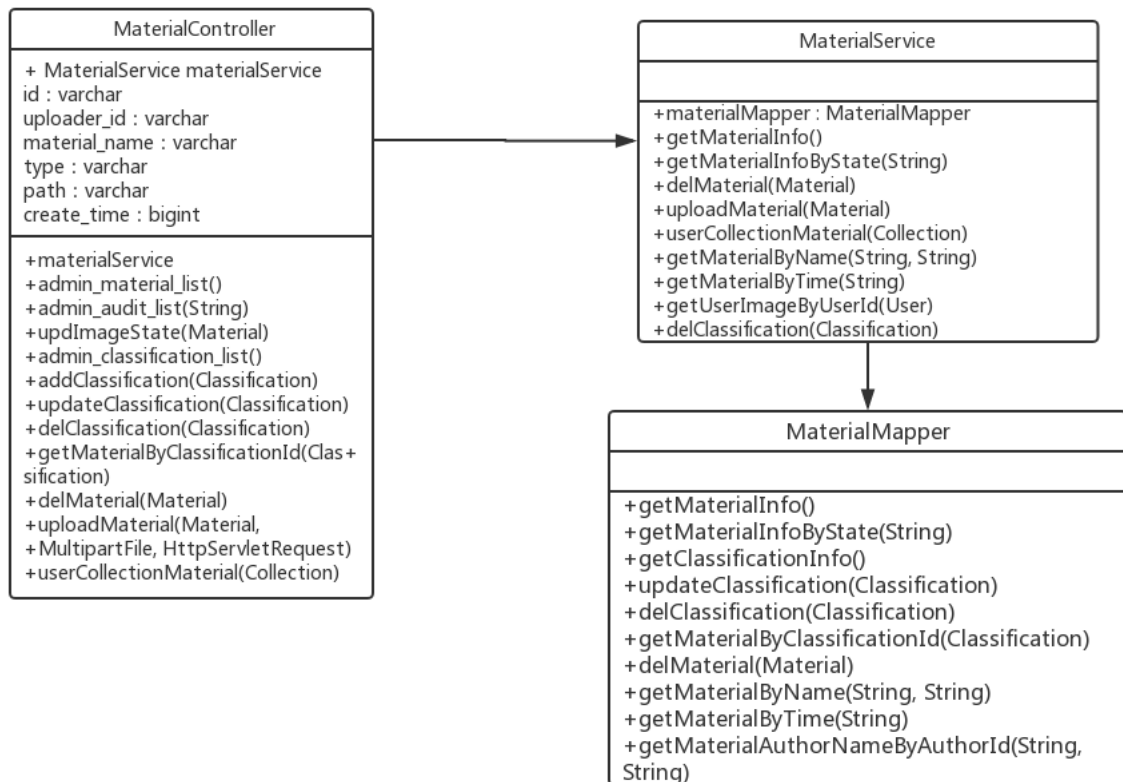 MaterialController
+ MaterialService materialService
id : varchar
uploader_id : varchar
material_name : varchar
type : varchar
path : varchar
create_time : bigint
+materialService
+admin_material_list()
+admin_audit_list(String)
+updImageState(Material)
+admin_classification_list()
+addClassification(Classification)
+updateClassification(Classification)
+delClassification(Classification)
+getMaterialByClassificationId(Clas+
sification)
+delMaterial(Material)
+uploadMaterial(Material,
+MultipartFile, HttpServletRequest)
+userCollectionMaterial(Collection)
MaterialService
+materialMapper : MaterialMapper
+getMaterialInfo()
+getMaterialInfoByState(String)
+delMaterial(Material)
+uploadMaterial(Material)
+userCollectionMaterial(Collection)
+getMaterialByName(String, String)
+getMaterialByTime(String)
+getUserImageByUserId(User)
+delClassification(Classification)
MaterialMapper
+getMaterialInfo()
+getMaterialInfoByState(String)
+getClassificationInfo()
+updateClassification(Classification)
+delClassification(Classification)
+getMaterialByClassificationId(Classification)
+delMaterial(Material)
+getMaterialByName(String, String)
+getMaterialByTime(String)
+getMaterialAuthorNameByAuthorId(String,
String)